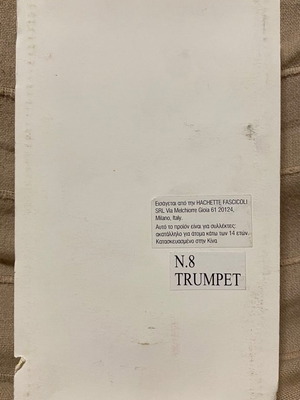 Εισάγεται από την HACHETTE FASCICOLI
SRL Via Melchiorre Gioia 61 20124,
Milano, Italy.
Αυτό το προϊόν είναι για συλλέκτες:
ακατάλληλο για άτομα κάτω των 14 ετών.
Κατασκευασμένο στην Κίνα
N.8
TRUMPET